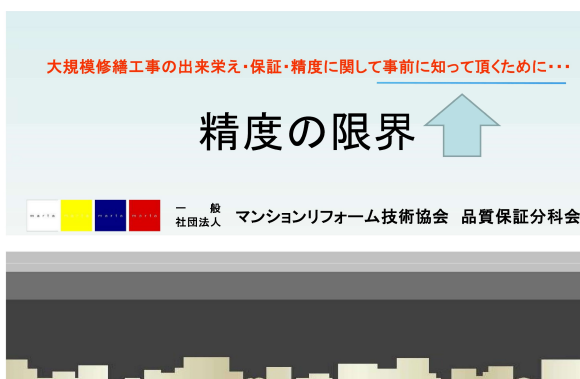 大規模修繕工事の出来栄え・保証・精度に関して事前に知って頂くために・・・
精度の限界
marta marta marta
一般
社団法人 マンションリフォーム技術協会 品質保証分科会